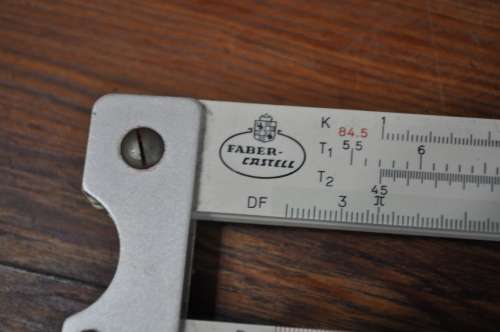 FABER-
CASTELL
K 1
84.5
T1 5,5 6
T2 45
DF 3 π